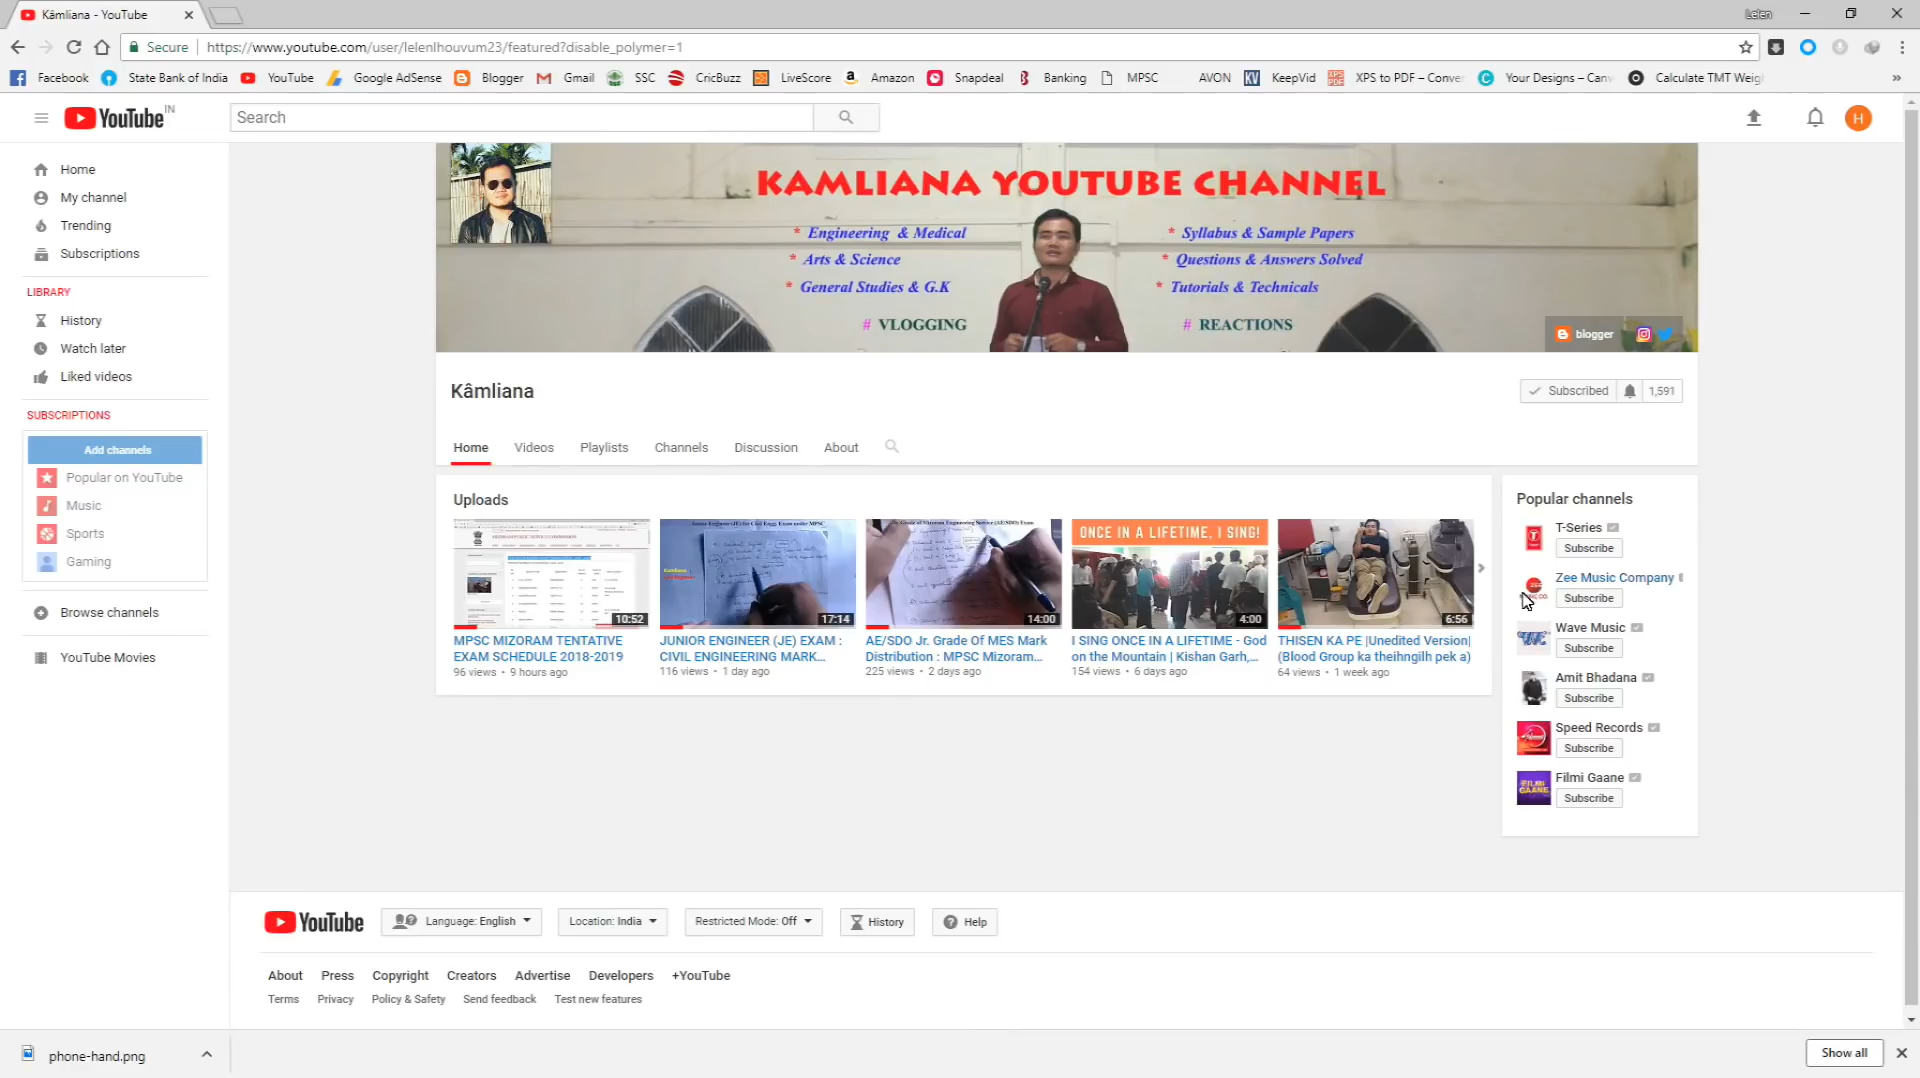 Kâmliana - YouTube
Lelen
Secure https://www.youtube.com/user/lelenlhouvum23/featured?disable_polymer=1
Facebook State Bank of India YouTube Google AdSense Blogger Gmail SSC CricBuzz LiveScore Amazon Snapdeal Banking MPSC AVON KeepVid XPS to PDF – Conver Your Designs – Canv Calculate TMT Weig
YouTube IN
Search
H
Home
My channel
Trending
Subscriptions
LIBRARY
History
Watch later
Liked videos
SUBSCRIPTIONS
Add channels
Popular on YouTube
Music
Sports
Gaming
Browse channels
YouTube Movies
KAMLIANA YOUTUBE CHANNEL
* Engineering & Medical
* Arts & Science
* General Studies & G.K
# VLOGGING
* Syllabus & Sample Papers
* Questions & Answers Solved
* Tutorials & Technicals
# REACTIONS
blogger
Kâmliana
Subscribed 1,591
Home Videos Playlists Channels Discussion About
Uploads
10:52
MPSC MIZORAM TENTATIVE
EXAM SCHEDULE 2018-2019
96 views • 9 hours ago
17:14
JUNIOR ENGINEER (JE) EXAM :
CIVIL ENGINEERING MARK...
116 views • 1 day ago
14:00
AE/SDO Jr. Grade Of MES Mark
Distribution : MPSC Mizoram...
225 views • 2 days ago
ONCE IN A LIFETIME, I SING!
4:00
I SING ONCE IN A LIFETIME - God
on the Mountain | Kishan Garh,...
154 views • 6 days ago
6:56
THISEN KA PE |Unedited Version|
(Blood Group ka theihngilh pek a)
64 views • 1 week ago
Popular channels
T-Series
Subscribe
Zee Music Company
Subscribe
Wave Music
Subscribe
Amit Bhadana
Subscribe
Speed Records
Subscribe
FILMI GAANE
Filmi Gaane
Subscribe
YouTube Language: English Location: India Restricted Mode: Off History Help
About Press Copyright Creators Advertise Developers +YouTube
Terms Privacy Policy & Safety Send feedback Test new features
phone-hand.png
Show all